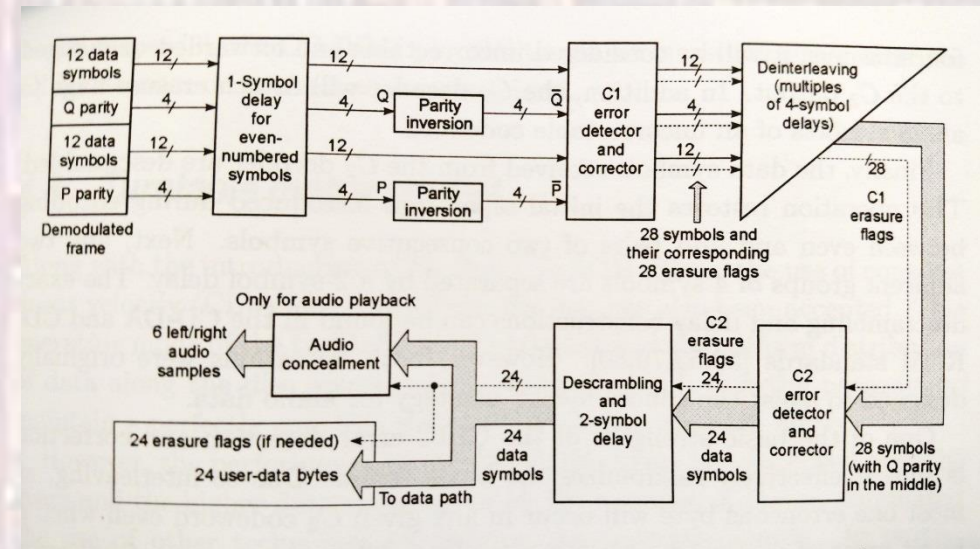 12 data
symbols
Q parity
12 data
symbols
P parity
Demodulated
frame
12
4
12
4
1-Symbol
delay
for
even-
numbered
symbols
12
4
Q
12
4
P
Parity
inversion
Parity
inversion
4
Q̄
4
P̄
C1
error
detector
and
corrector
12
4
12
28 symbols and
their corresponding
28 erasure flags
Deinterleaving
(multiples
of 4-symbol
delays)
28
C1
erasure
flags
28 symbols
(with Q parity
in the middle)
C2
error
detector
and
corrector
C2
erasure
flags
24
24
data
symbols
Descrambling
and
2-symbol
delay
24
24
data
symbols
Only for audio playback
Audio
concealment
6 left/right
audio
samples
24 erasure flags (if needed)
24 user-data bytes
To data path